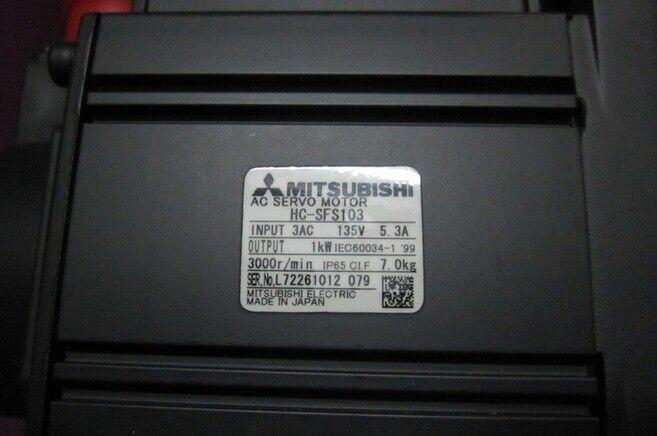 MITSUBISHI
AC SERVO MOTOR
HC-SFS103
INPUT 3AC 135V 5.3A
OUTPUT 1kW IEC60034-1 '99
3000r/min IP65 Cl.F 7.0kg
SER.No.L72261012 079
MITSUBISHI ELECTRIC
MADE IN JAPAN